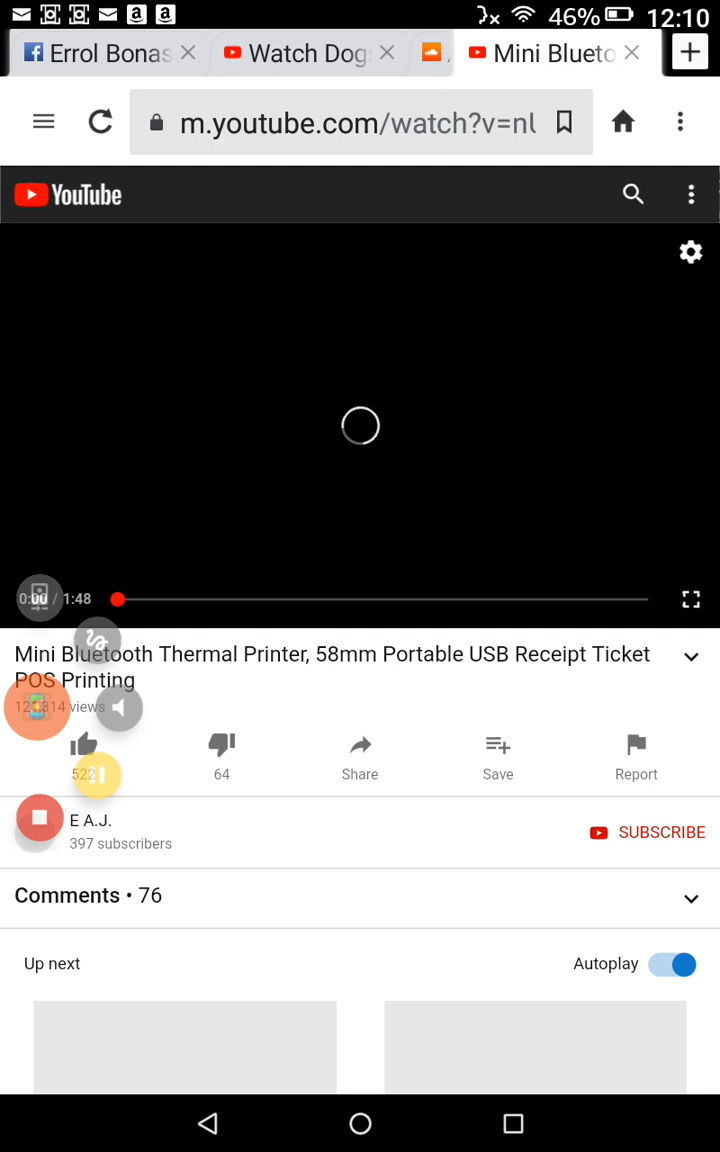 46% 12:10
Errol Bonas Watch Dog Mini Blueto
m.youtube.com/watch?v=nl
YouTube
0:00 / 1:48
Mini Bluetooth Thermal Printer, 58mm Portable USB Receipt Ticket
POS Printing
views
522 64 Share Save Report
E A.J.
397 subscribers SUBSCRIBE
Comments • 76
Up next Autoplay